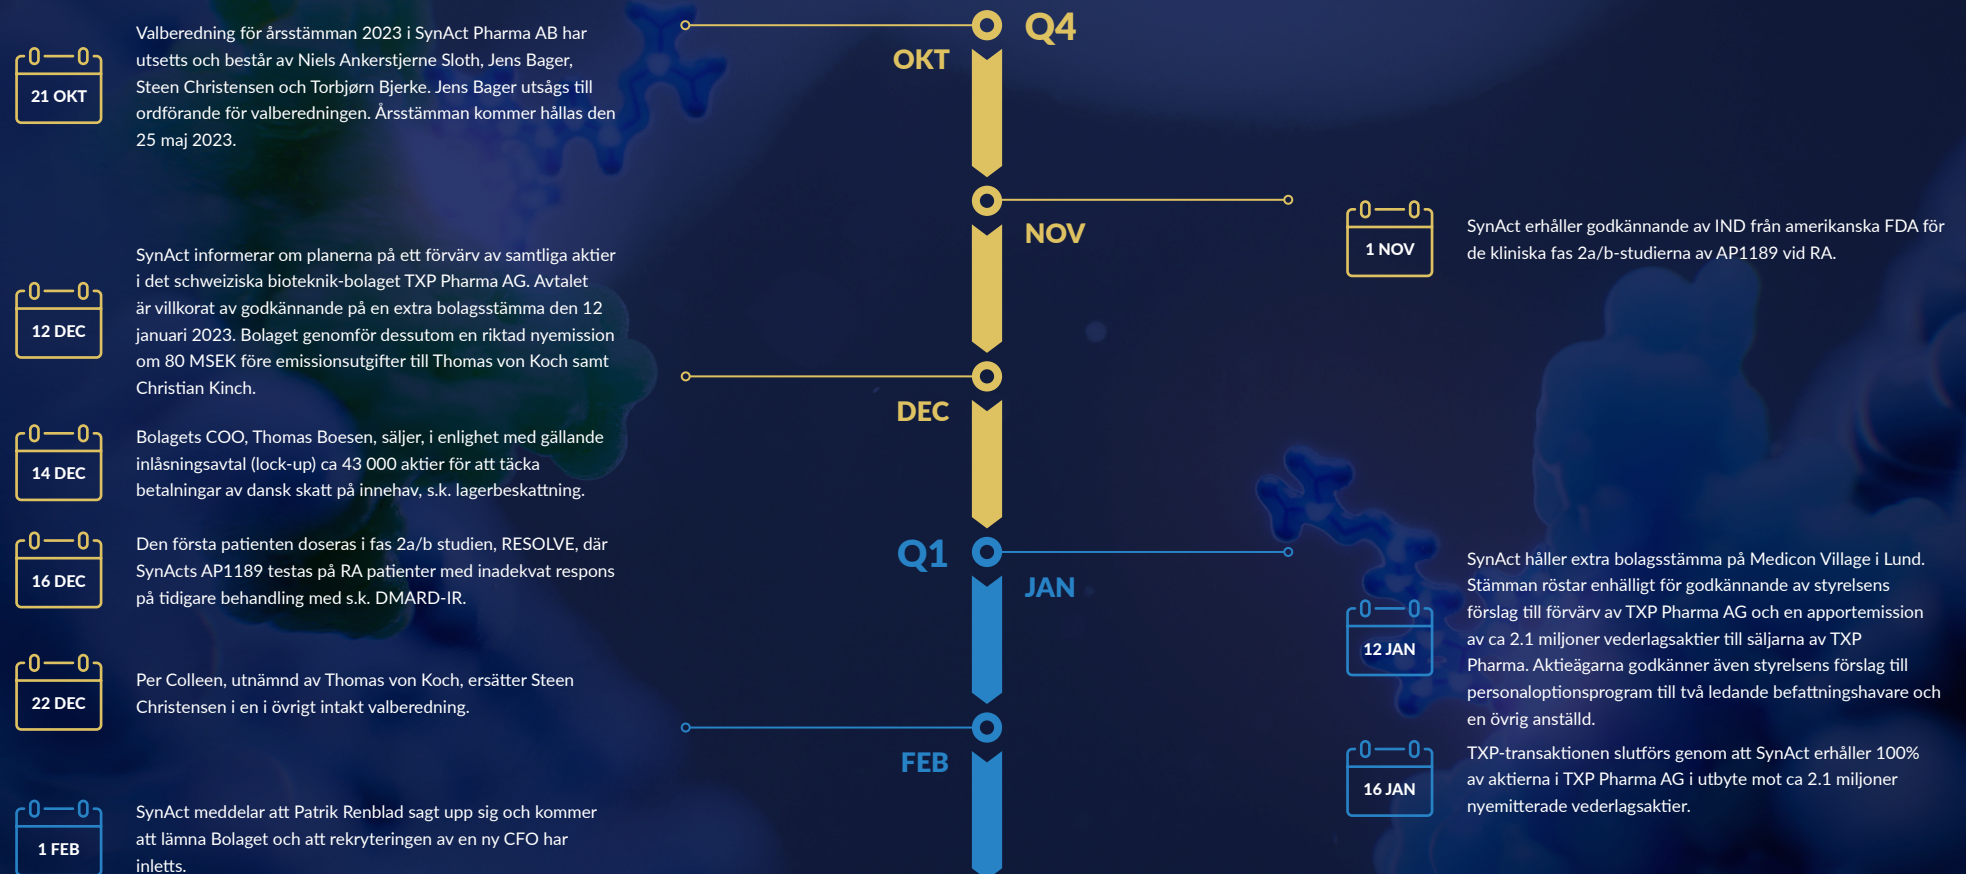 Q4
OKT
21 OKT
Valberedning för årsstämman 2023 i SynAct Pharma AB har
utsetts och består av Niels Ankerstjerne Sloth, Jens Bager,
Steen Christensen och Torbjørn Bjerke. Jens Bager utsågs till
ordförande för valberedningen. Årsstämman kommer hållas den
25 maj 2023.
NOV
1 NOV
SynAct erhåller godkännande av IND från amerikanska FDA för
de kliniska fas 2a/b-studierna av AP1189 vid RA.
DEC
12 DEC
SynAct informerar om planerna på ett förvärv av samtliga aktier
i det schweiziska bioteknik-bolaget TXP Pharma AG. Avtalet
är villkorat av godkännande på en extra bolagsstämma den 12
januari 2023. Bolaget genomför dessutom en riktad nyemission
om 80 MSEK före emissionsutgifter till Thomas von Koch samt
Christian Kinch.
14 DEC
Bolagets COO, Thomas Boesen, säljer, i enlighet med gällande
inlåsningsavtal (lock-up) ca 43 000 aktier för att täcka
betalningar av dansk skatt på innehav, s.k. lagerbeskattning.
16 DEC
Den första patienten doseras i fas 2a/b studien, RESOLVE, där
SynActs AP1189 testas på RA patienter med inadekvat respons
på tidigare behandling med s.k. DMARD-IR.
22 DEC
Per Colleen, utnämnd av Thomas von Koch, ersätter Steen
Christensen i en i övrigt intakt valberedning.
Q1
JAN
12 JAN
SynAct håller extra bolagsstämma på Medicon Village i Lund.
Stämman röstar enhälligt för godkännande av styrelsens
förslag till förvärv av TXP Pharma AG och en apportemission
av ca 2.1 miljoner vederlagsaktier till säljarna av TXP
Pharma. Aktieägarna godkänner även styrelsens förslag till
personaloptionsprogram till två ledande befattningshavare och
en övrig anställd.
16 JAN
TXP-transaktionen slutförs genom att SynAct erhåller 100%
av aktierna i TXP Pharma AG i utbyte mot ca 2.1 miljoner
nyemitterade vederlagsaktier.
FEB
1 FEB
SynAct meddelar att Patrik Renblad sagt upp sig och kommer
att lämna Bolaget och att rekryteringen av en ny CFO har
inletts.